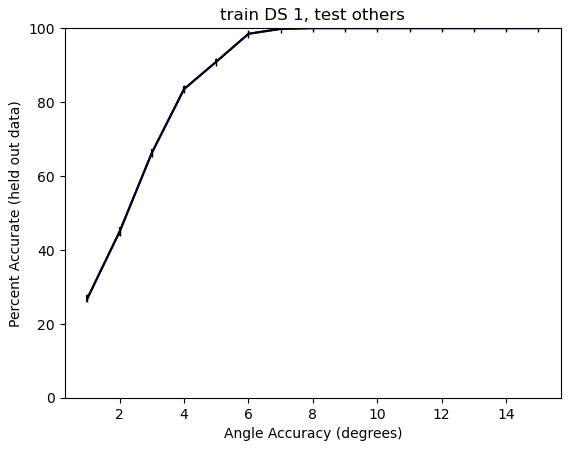 train DS 1, test others
100
80
60
40
20
0
Percent Accurate (held out data)
2 4 6 8 10 12 14
Angle Accuracy (degrees)